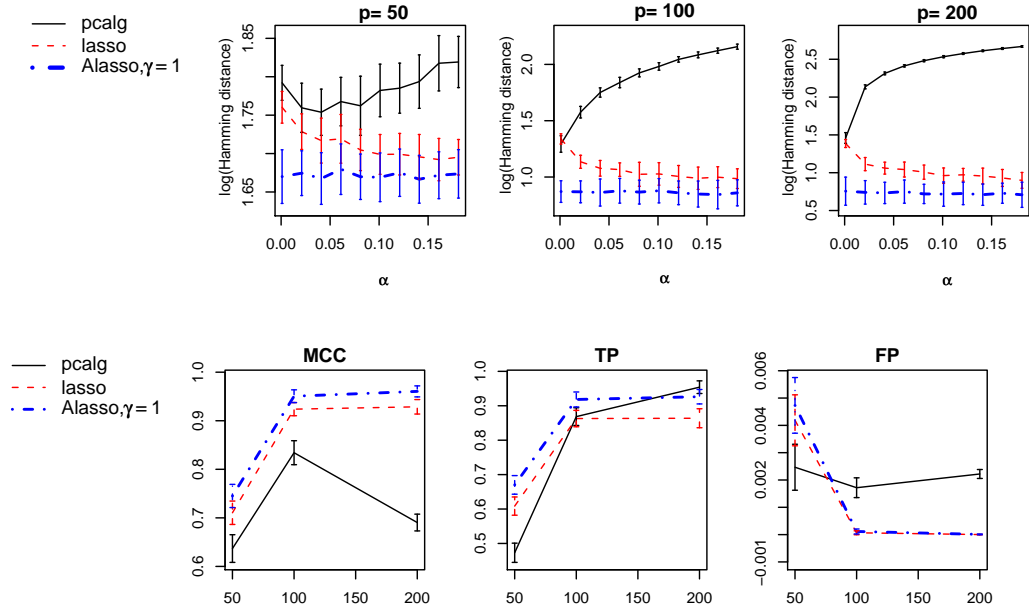 pcalg
lasso
Alasso,γ = 1
p= 50
log(Hamming distance)
1.65 1.75 1.85
0.00 0.05 0.10 0.15
α
p= 100
log(Hamming distance)
1.0 1.5 2.0
0.00 0.05 0.10 0.15
α
p= 200
log(Hamming distance)
0.5 1.0 1.5 2.0 2.5
0.00 0.05 0.10 0.15
α
pcalg
lasso
Alasso,γ = 1
MCC
0.6 0.7 0.8 0.9 1.0
50 100 150 200
TP
0.5 0.6 0.7 0.8 0.9 1.0
50 100 150 200
FP
−0.001 0.002 0.004 0.006
50 100 150 200